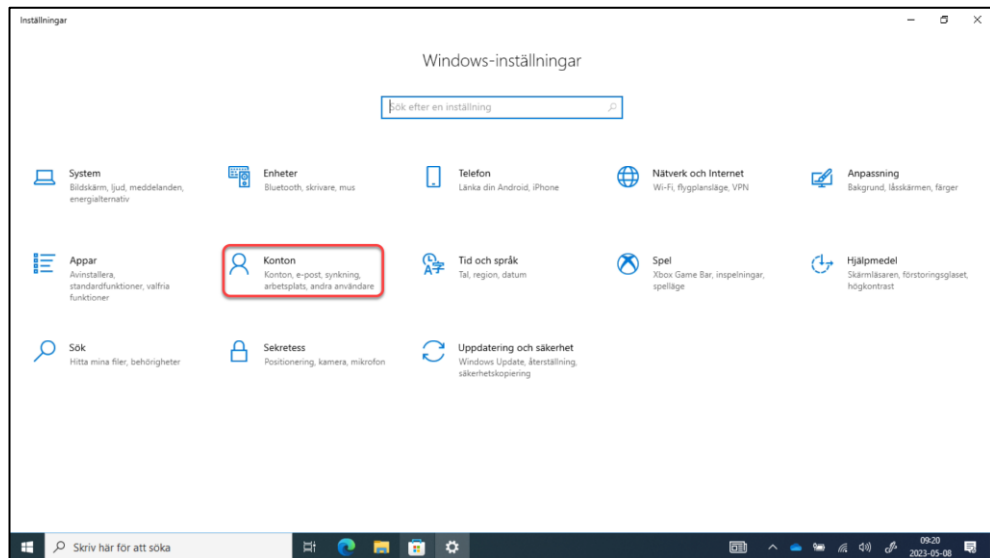 Inställningar
Windows-inställningar
Sök efter en inställning
System
Bildskärm, ljud, meddelanden,
energialternativ
Enheter
Bluetooth, skrivare, mus
Telefon
Länka din Android, iPhone
Nätverk och Internet
Wi-Fi, flygplansläge, VPN
Anpassning
Bakgrund, låsskärmen, färger
Appar
Avinstallera,
standardfunktioner, valfria
funktioner
Konton
Konton, e-post, synkning,
arbetsplats, andra användare
Tid och språk
Tal, region, datum
Spel
Xbox Game Bar, inspelningar,
spelläge
Hjälpmedel
Skärmläsaren, förstoringsglaset,
högkontrast
Sök
Hitta mina filer, behörigheter
Sekretess
Positionering, kamera, mikrofon
Uppdatering och säkerhet
Windows Update, återställning,
säkerhetskopiering
Skriv här för att söka
09:20
2023-05-08